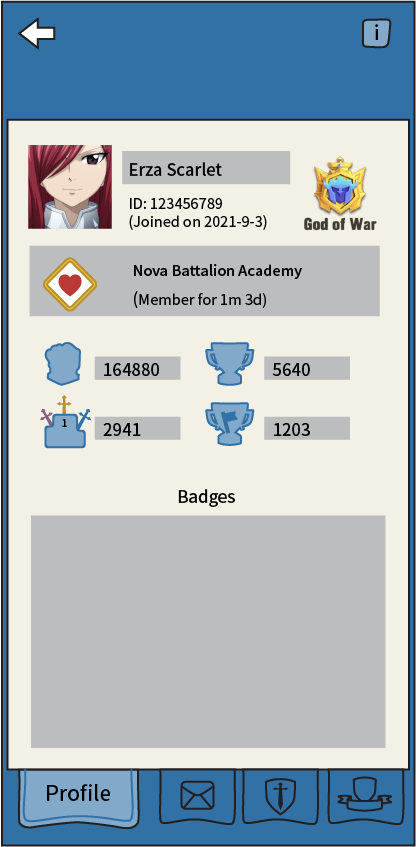 i
Erza Scarlet
ID: 123456789
(Joined on 2021-9-3)
God of War
Nova Battalion Academy
(Member for 1m 3d)
164880
5640
1
2941
1203
Badges
Profile